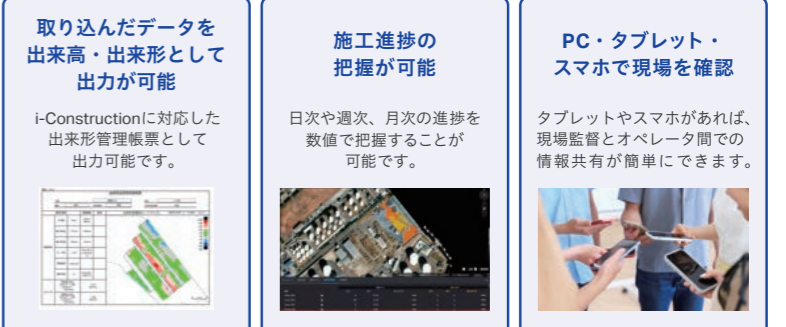 取り込んだデータを
出来高・出来形として
出力が可能
i-Constructionに対応した
出来形管理帳票として
出力可能です。
施工進捗の
把握が可能
日次や週次、月次の進捗を
数値で把握することが
可能です。
PC・タブレット・
スマホで現場を確認
タブレットやスマホがあれば、
現場監督とオペレータ間での
情報共有が簡単にできます。